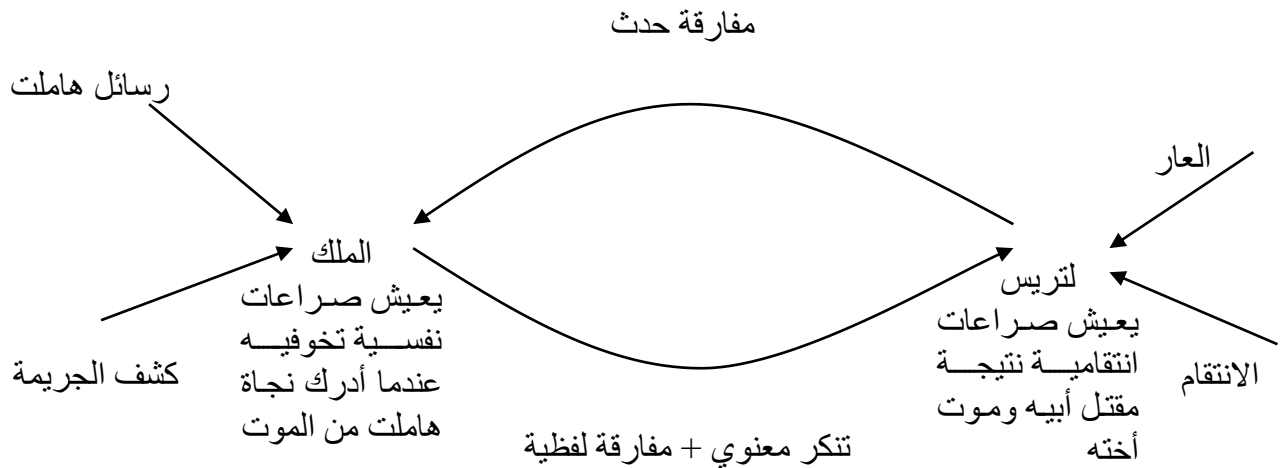 مفارقة حدث
رسائل هاملت
العار
الملك
يعيش صراعات
نفسية تخوفيه
عندما أدرك نجاة
هاملت من الموت
لتريس
يعيش صراعات
انتقامية نتيجة
مقتل أبيه وموت
أخته
كشف الجريمة
الانتقام
تنكر معنوي + مفارقة لفظية